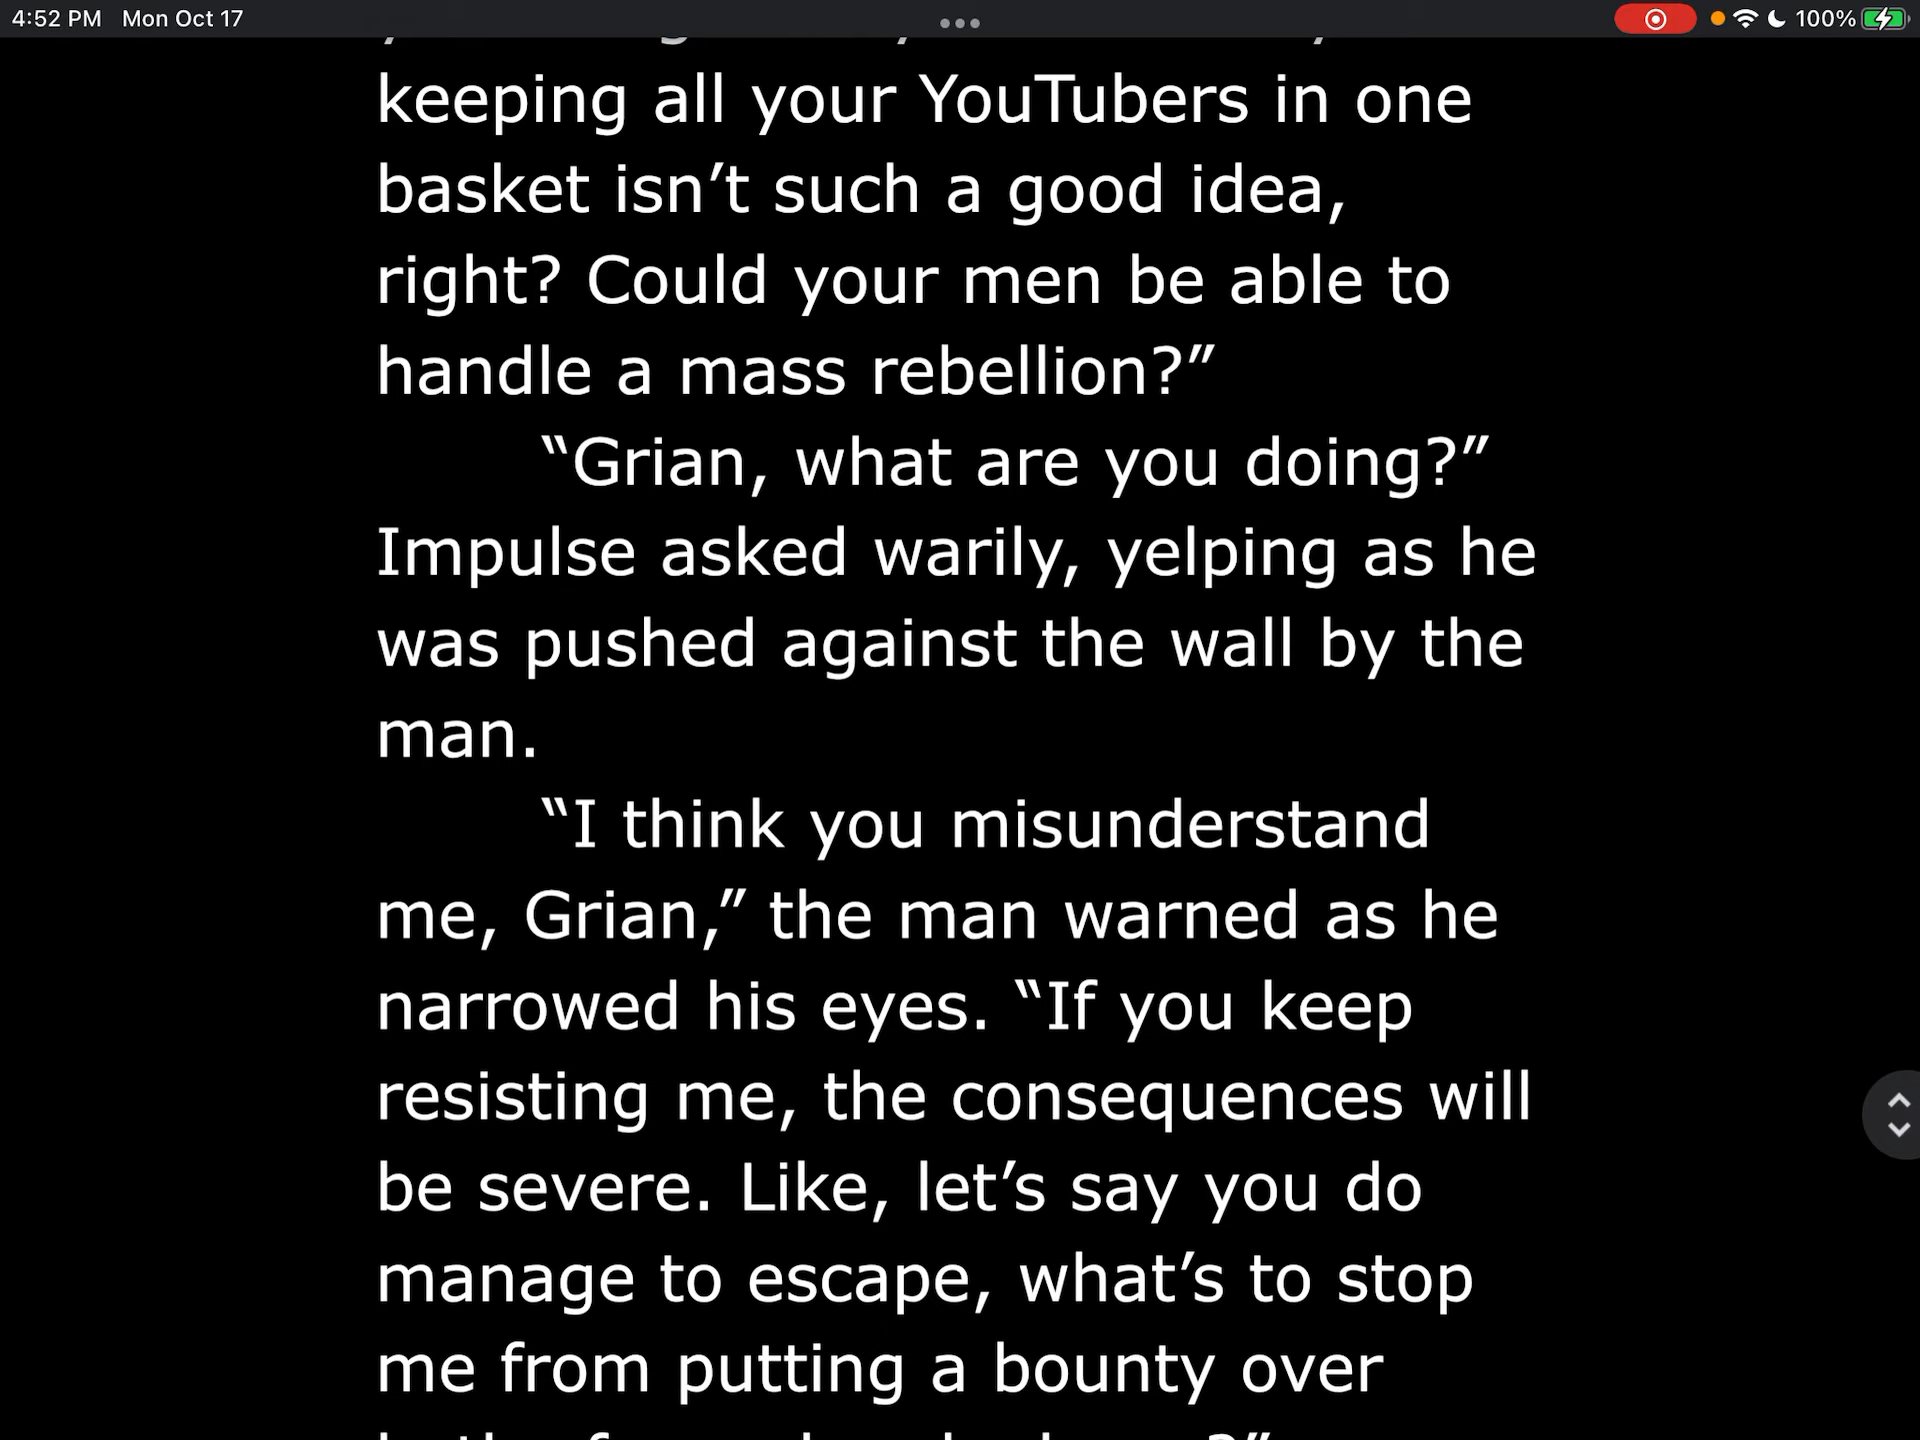 4:52 PM Mon Oct 17
100%
keeping all your YouTubers in one
basket isn’t such a good idea,
right? Could your men be able to
handle a mass rebellion?”
“Grian, what are you doing?”
Impulse asked warily, yelping as he
was pushed against the wall by the
man.
“I think you misunderstand
me, Grian,” the man warned as he
narrowed his eyes. “If you keep
resisting me, the consequences will
be severe. Like, let’s say you do
manage to escape, what’s to stop
me from putting a bounty over